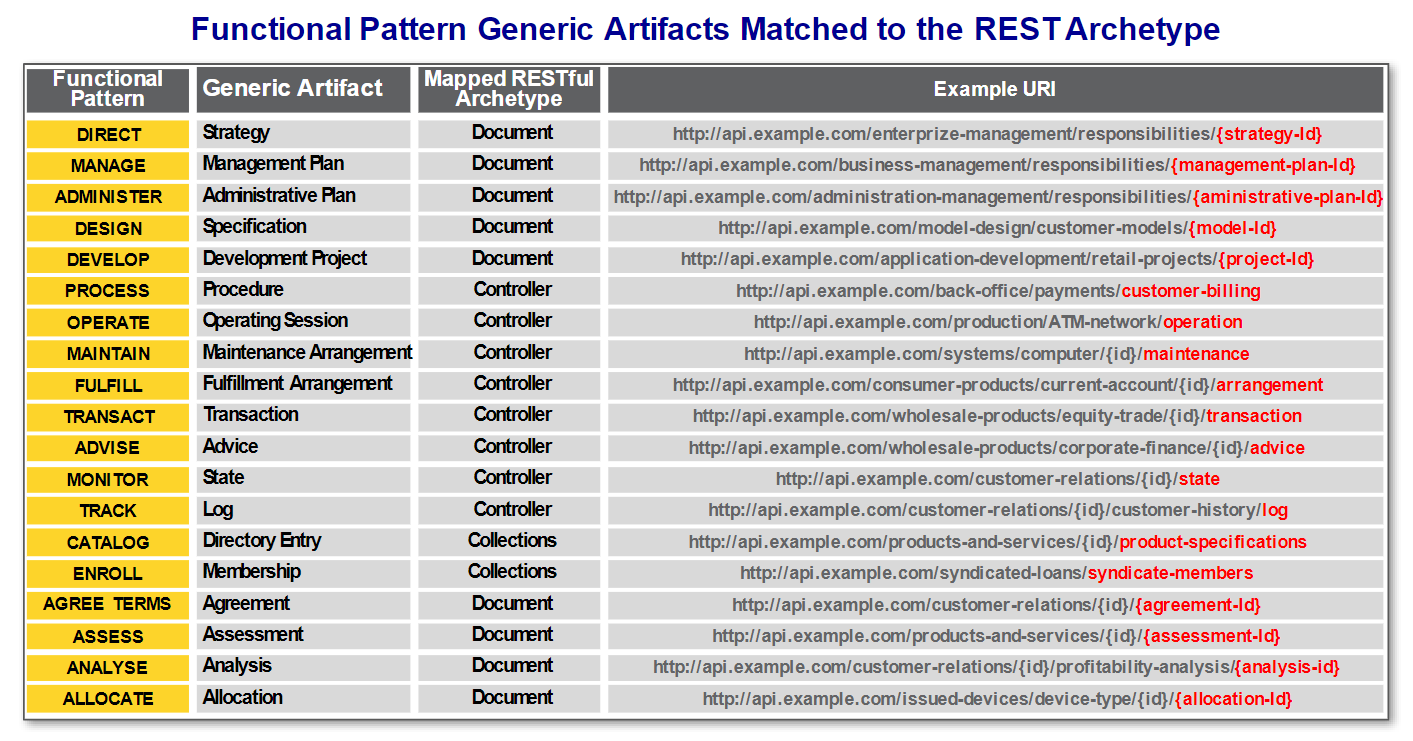 Functional Pattern Generic Artifacts Matched to the REST Archetype
Functional Pattern Generic Artifact Mapped RESTful Archetype Example URI
DIRECT Strategy Document http://api.example.com/enterprize-management/responsibilities/{strategy-Id}
MANAGE Management Plan Document http://api.example.com/business-management/responsibilities/{management-plan-Id}
ADMINISTER Administrative Plan Document http://api.example.com/administration-management/responsibilities/{aministrative-plan-Id}
DESIGN Specification Document http://api.example.com/model-design/customer-models/{model-Id}
DEVELOP Development Project Document http://api.example.com/application-development/retail-projects/{project-Id}
PROCESS Procedure Controller http://api.example.com/back-office/payments/customer-billing
OPERATE Operating Session Controller http://api.example.com/production/ATM-network/operation
MAINTAIN Maintenance Arrangement Controller http://api.example.com/systems/computer/{id}/maintenance
FULFILL Fulfillment Arrangement Controller http://api.example.com/consumer-products/current-account/{id}/arrangement
TRANSACT Transaction Controller http://api.example.com/wholesale-products/equity-trade/{id}/transaction
ADVISE Advice Controller http://api.example.com/wholesale-products/corporate-finance/{id}/advice
MONITOR State Controller http://api.example.com/customer-relations/{id}/state
TRACK Log Controller http://api.example.com/customer-relations/{id}/customer-history/log
CATALOG Directory Entry Collections http://api.example.com/products-and-services/{id}/product-specifications
ENROLL Membership Collections http://api.example.com/syndicated-loans/syndicate-members
AGREE TERMS Agreement Document http://api.example.com/customer-relations/{id}/{agreement-Id}
ASSESS Assessment Document http://api.example.com/products-and-services/{id}/{assessment-Id}
ANALYSE Analysis Document http://api.example.com/customer-relations/{id}/profitability-analysis/{analysis-id}
ALLOCATE Allocation Document http://api.example.com/issued-devices/device-type/{id}/{allocation-Id}